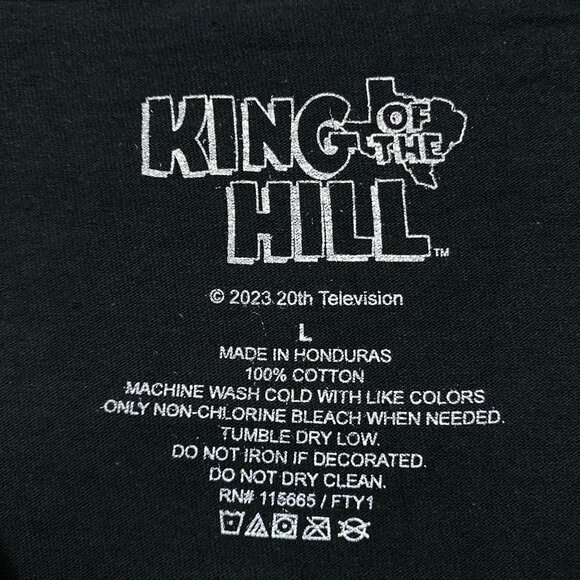 KING OF
THE
HILL™
© 2023 20th Television
L
MADE IN HONDURAS
100% COTTON
MACHINE WASH COLD WITH LIKE COLORS
ONLY NON-CHLORINE BLEACH WHEN NEEDED.
TUMBLE DRY LOW.
DO NOT IRON IF DECORATED.
DO NOT DRY CLEAN.
RN# 115665 / FTY1